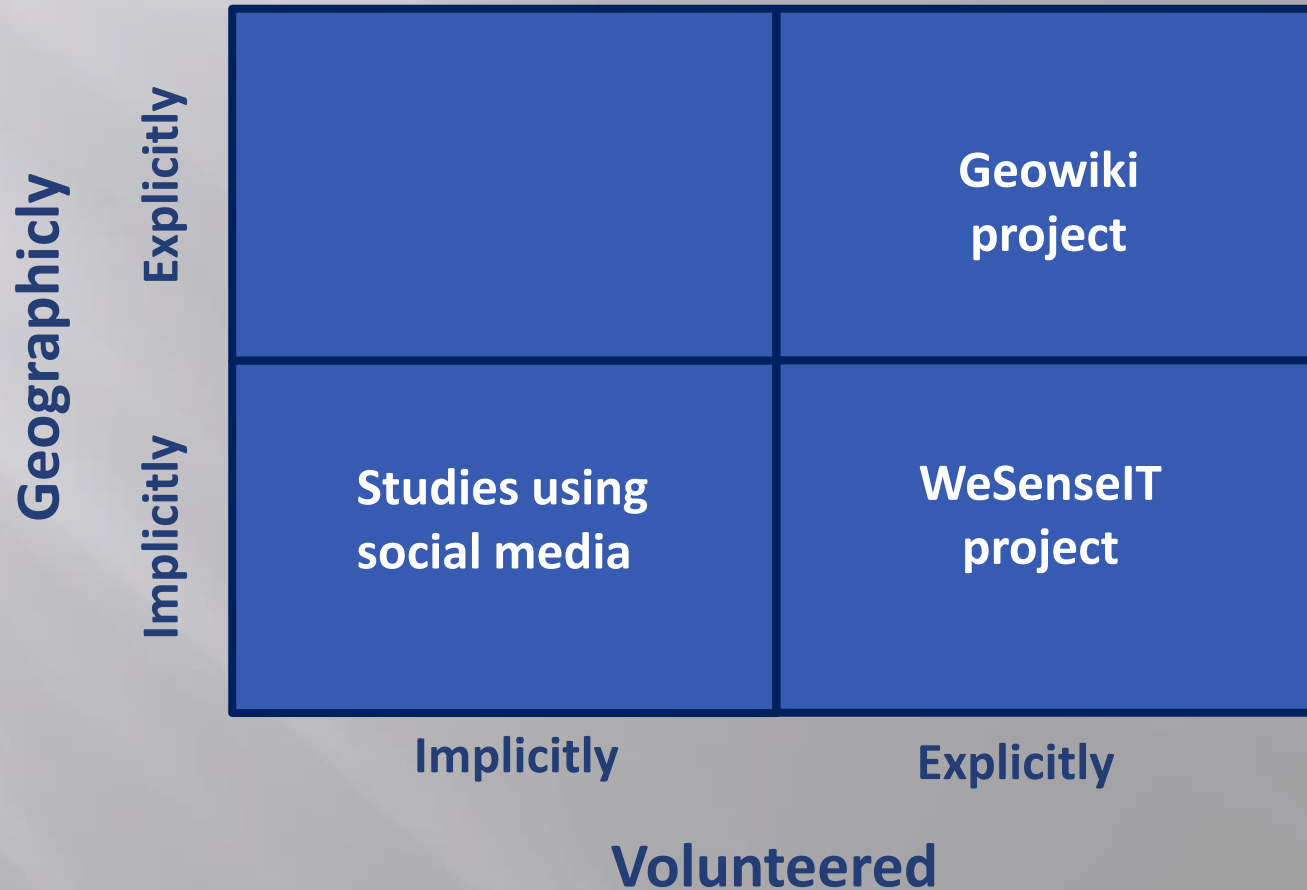 Geographicly
Explicitly
Geowiki
project
Implicitly
Studies using
social media
WeSenseIT
project
Implicitly
Explicitly
Volunteered